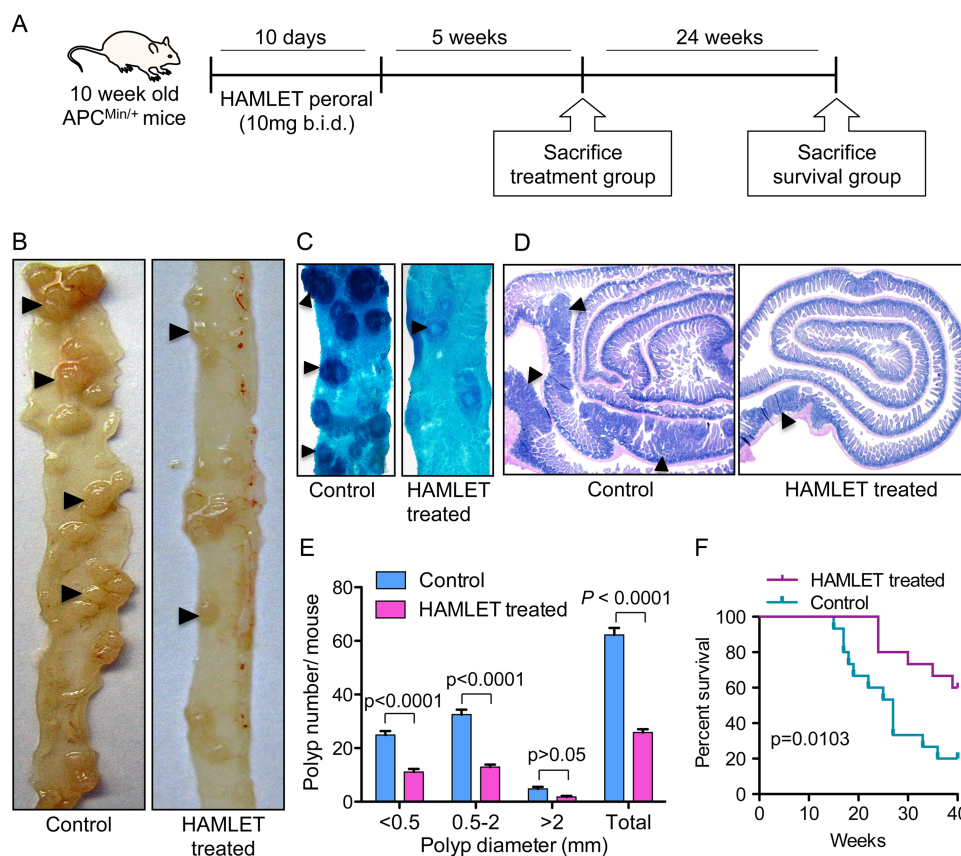 A
10 days
5 weeks
24 weeks
10 week old
APCMin/+ mice
HAMLET peroral
(10mg b.i.d.)
Sacrifice
treatment group
Sacrifice
survival group
B
Control
HAMLET
treated
C
Control
HAMLET
treated
D
Control
HAMLET treated
E
Control
HAMLET treated
Polyp number/ mouse
80
60
40
20
0
p<0.0001
p<0.0001
p>0.05
P < 0.0001
<0.5
0.5-2
>2
Total
Polyp diameter (mm)
F
HAMLET treated
Control
Percent survival
100
80
60
40
20
0
p=0.0103
0
10
20
30
40
Weeks